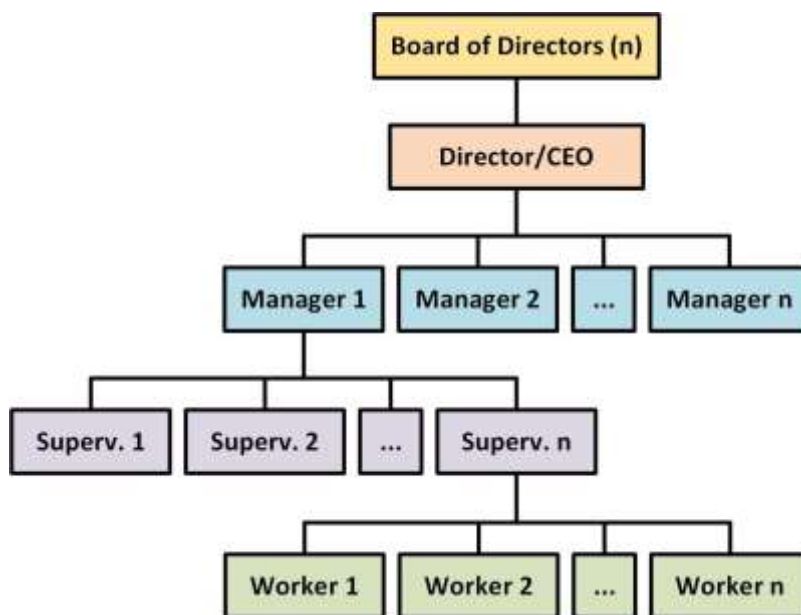 Board of Directors (n)
Director/CEO
Manager 1
Manager 2
...
Manager n
Superv. 1
Superv. 2
...
Superv. n
Worker 1
Worker 2
...
Worker n